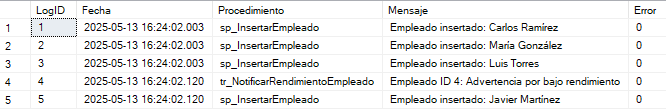 LogID Fecha Procedimiento Mensaje Error
1 1 2025-05-13 16:24:02.003 sp_InsertarEmpleado Empleado insertado: Carlos Ramírez 0
2 2 2025-05-13 16:24:02.003 sp_InsertarEmpleado Empleado insertado: María González 0
3 3 2025-05-13 16:24:02.003 sp_InsertarEmpleado Empleado insertado: Luis Torres 0
4 4 2025-05-13 16:24:02.120 tr_NotificarRendimientoEmpleado Empleado ID 4: Advertencia por bajo rendimiento 0
5 5 2025-05-13 16:24:02.120 sp_InsertarEmpleado Empleado insertado: Javier Martínez 0